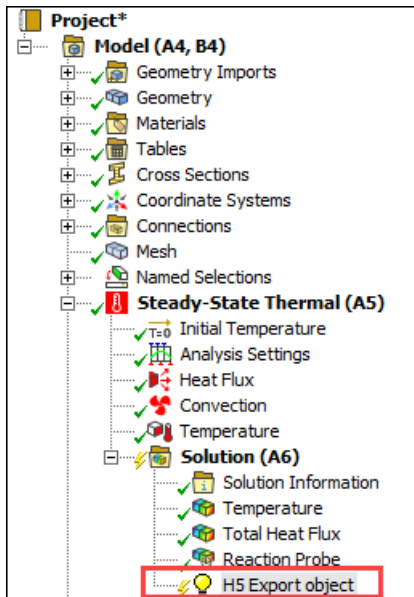 Project*
Model (A4, B4)
Geometry Imports
Geometry
Materials
Tables
Cross Sections
Coordinate Systems
Connections
Mesh
Named Selections
Steady-State Thermal (A5)
T=0 Initial Temperature
Analysis Settings
Heat Flux
Convection
Temperature
Solution (A6)
Solution Information
Temperature
Total Heat Flux
Reaction Probe
H5 Export object